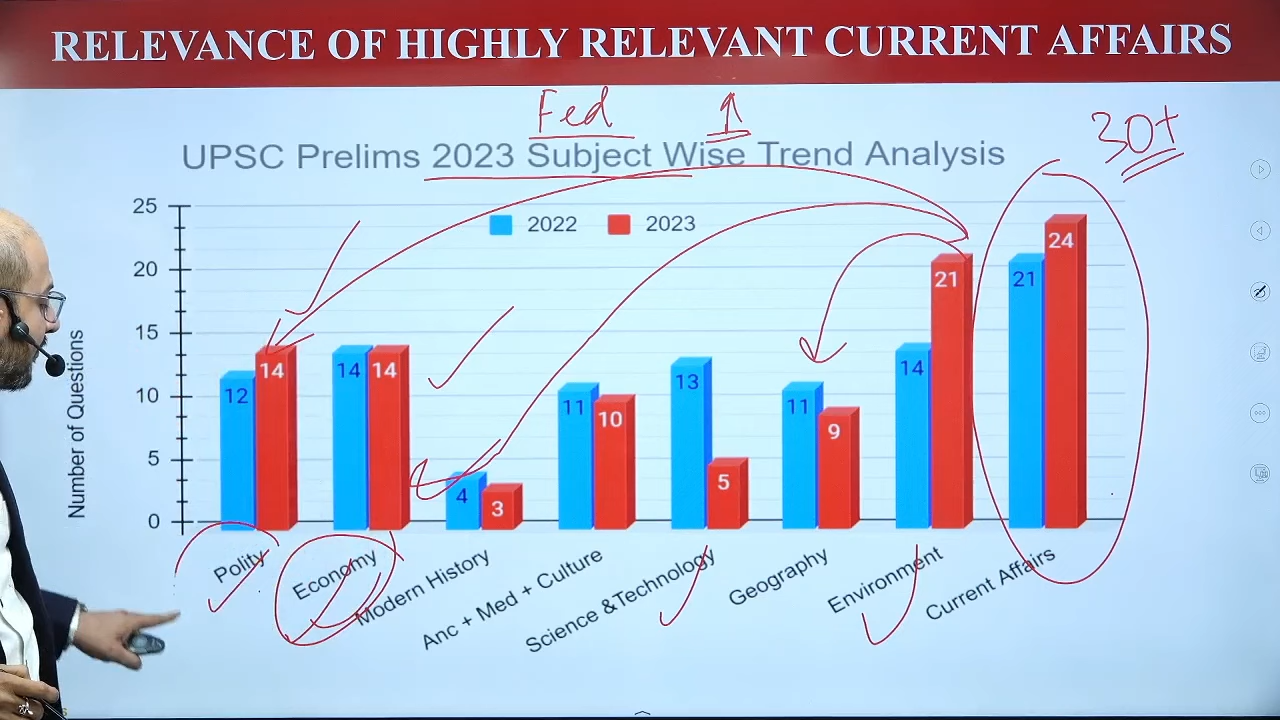 RELEVANCE OF HIGHLY RELEVANT CURRENT AFFAIRS
Fed
30+
UPSC Prelims 2023 Subject Wise Trend Analysis
2022 2023
Number of Questions
25
20
15
10
5
0
12 14
14 14
4 3
11 10
13 5
11 9
14 21
21 24
Polity
Economy
Modern History
Anc + Med + Culture
Science &Technology
Geography
Environment
Current Affairs